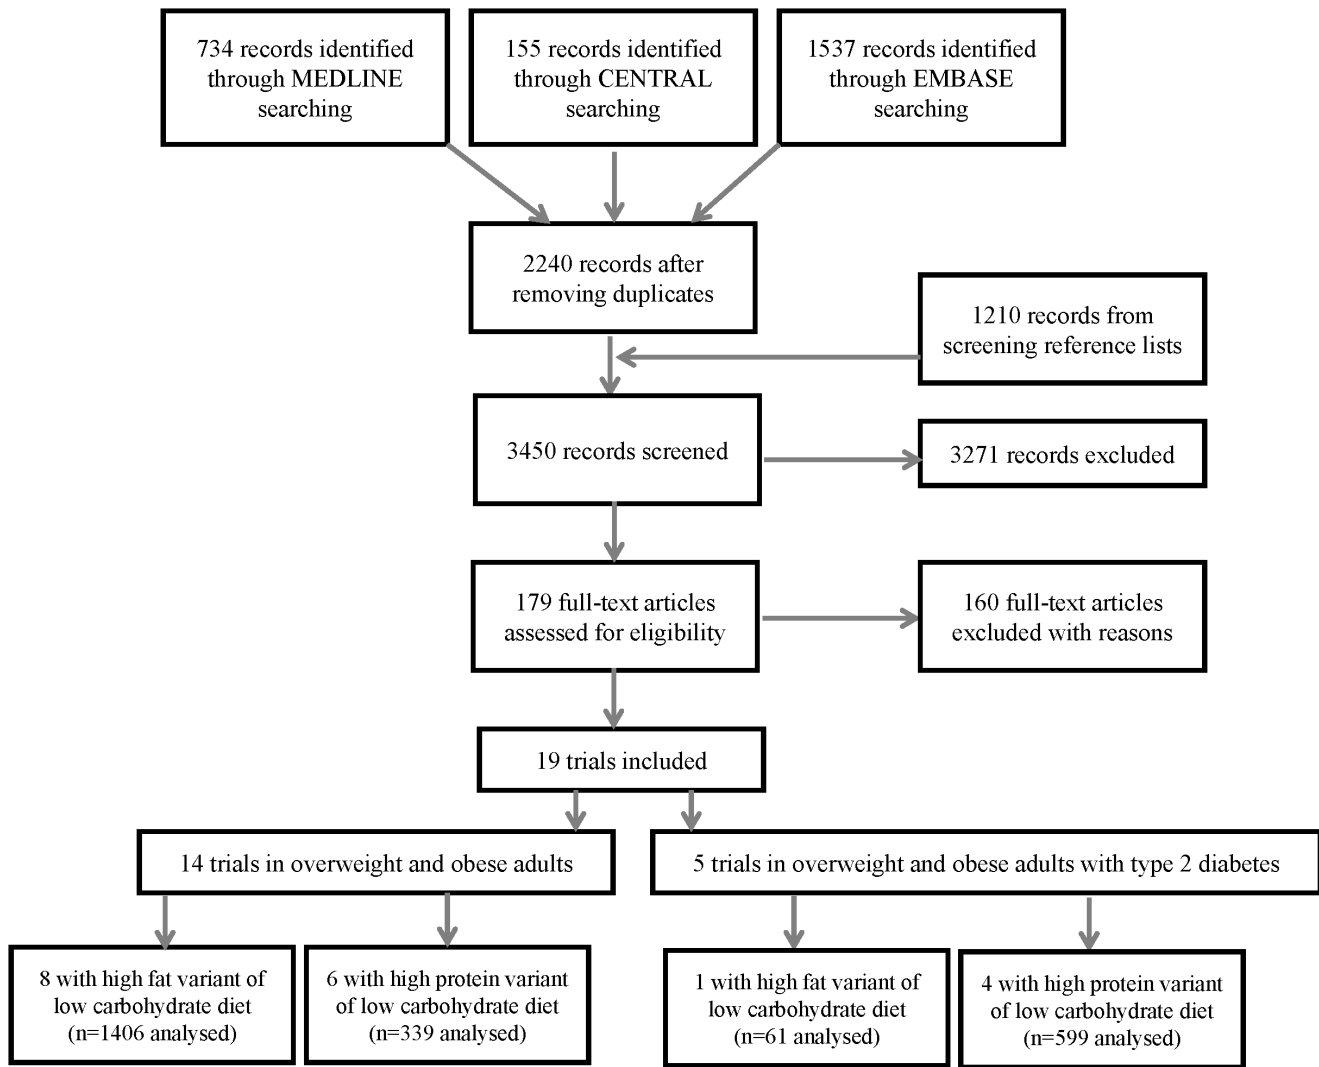 734 records identified
through MEDLINE
searching
155 records identified
through CENTRAL
searching
1537 records identified
through EMBASE
searching
2240 records after
removing duplicates
1210 records from
screening reference lists
3450 records screened
3271 records excluded
179 full-text articles
assessed for eligibility
160 full-text articles
excluded with reasons
19 trials included
14 trials in overweight and obese adults
5 trials in overweight and obese adults with type 2 diabetes
8 with high fat variant of
low carbohydrate diet
(n=1406 analysed)
6 with high protein variant
of low carbohydrate diet
(n=339 analysed)
1 with high fat variant of
low carbohydrate diet
(n=61 analysed)
4 with high protein variant
of low carbohydrate diet
(n=599 analysed)